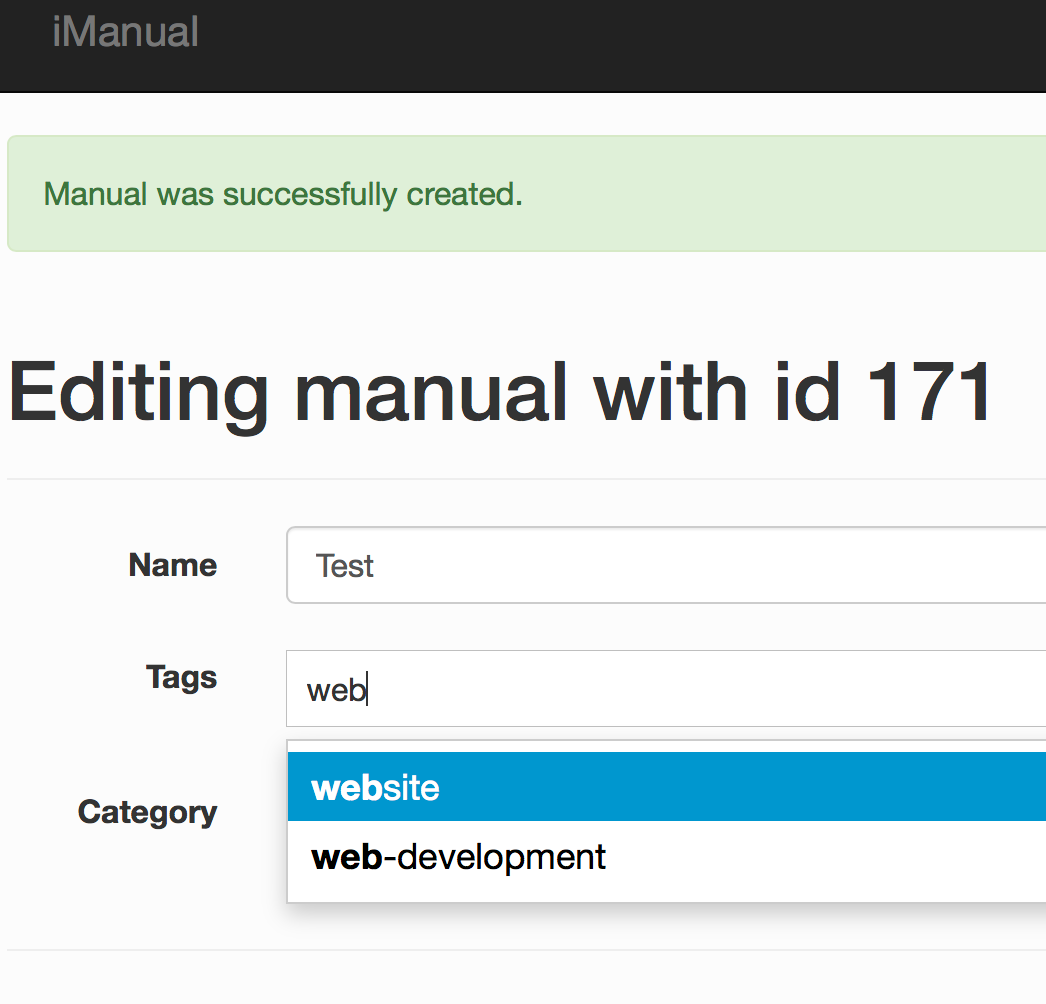 iManual
Manual was successfully created.
Editing manual with id 171
Name Test
Tags web
website
Category
web-development